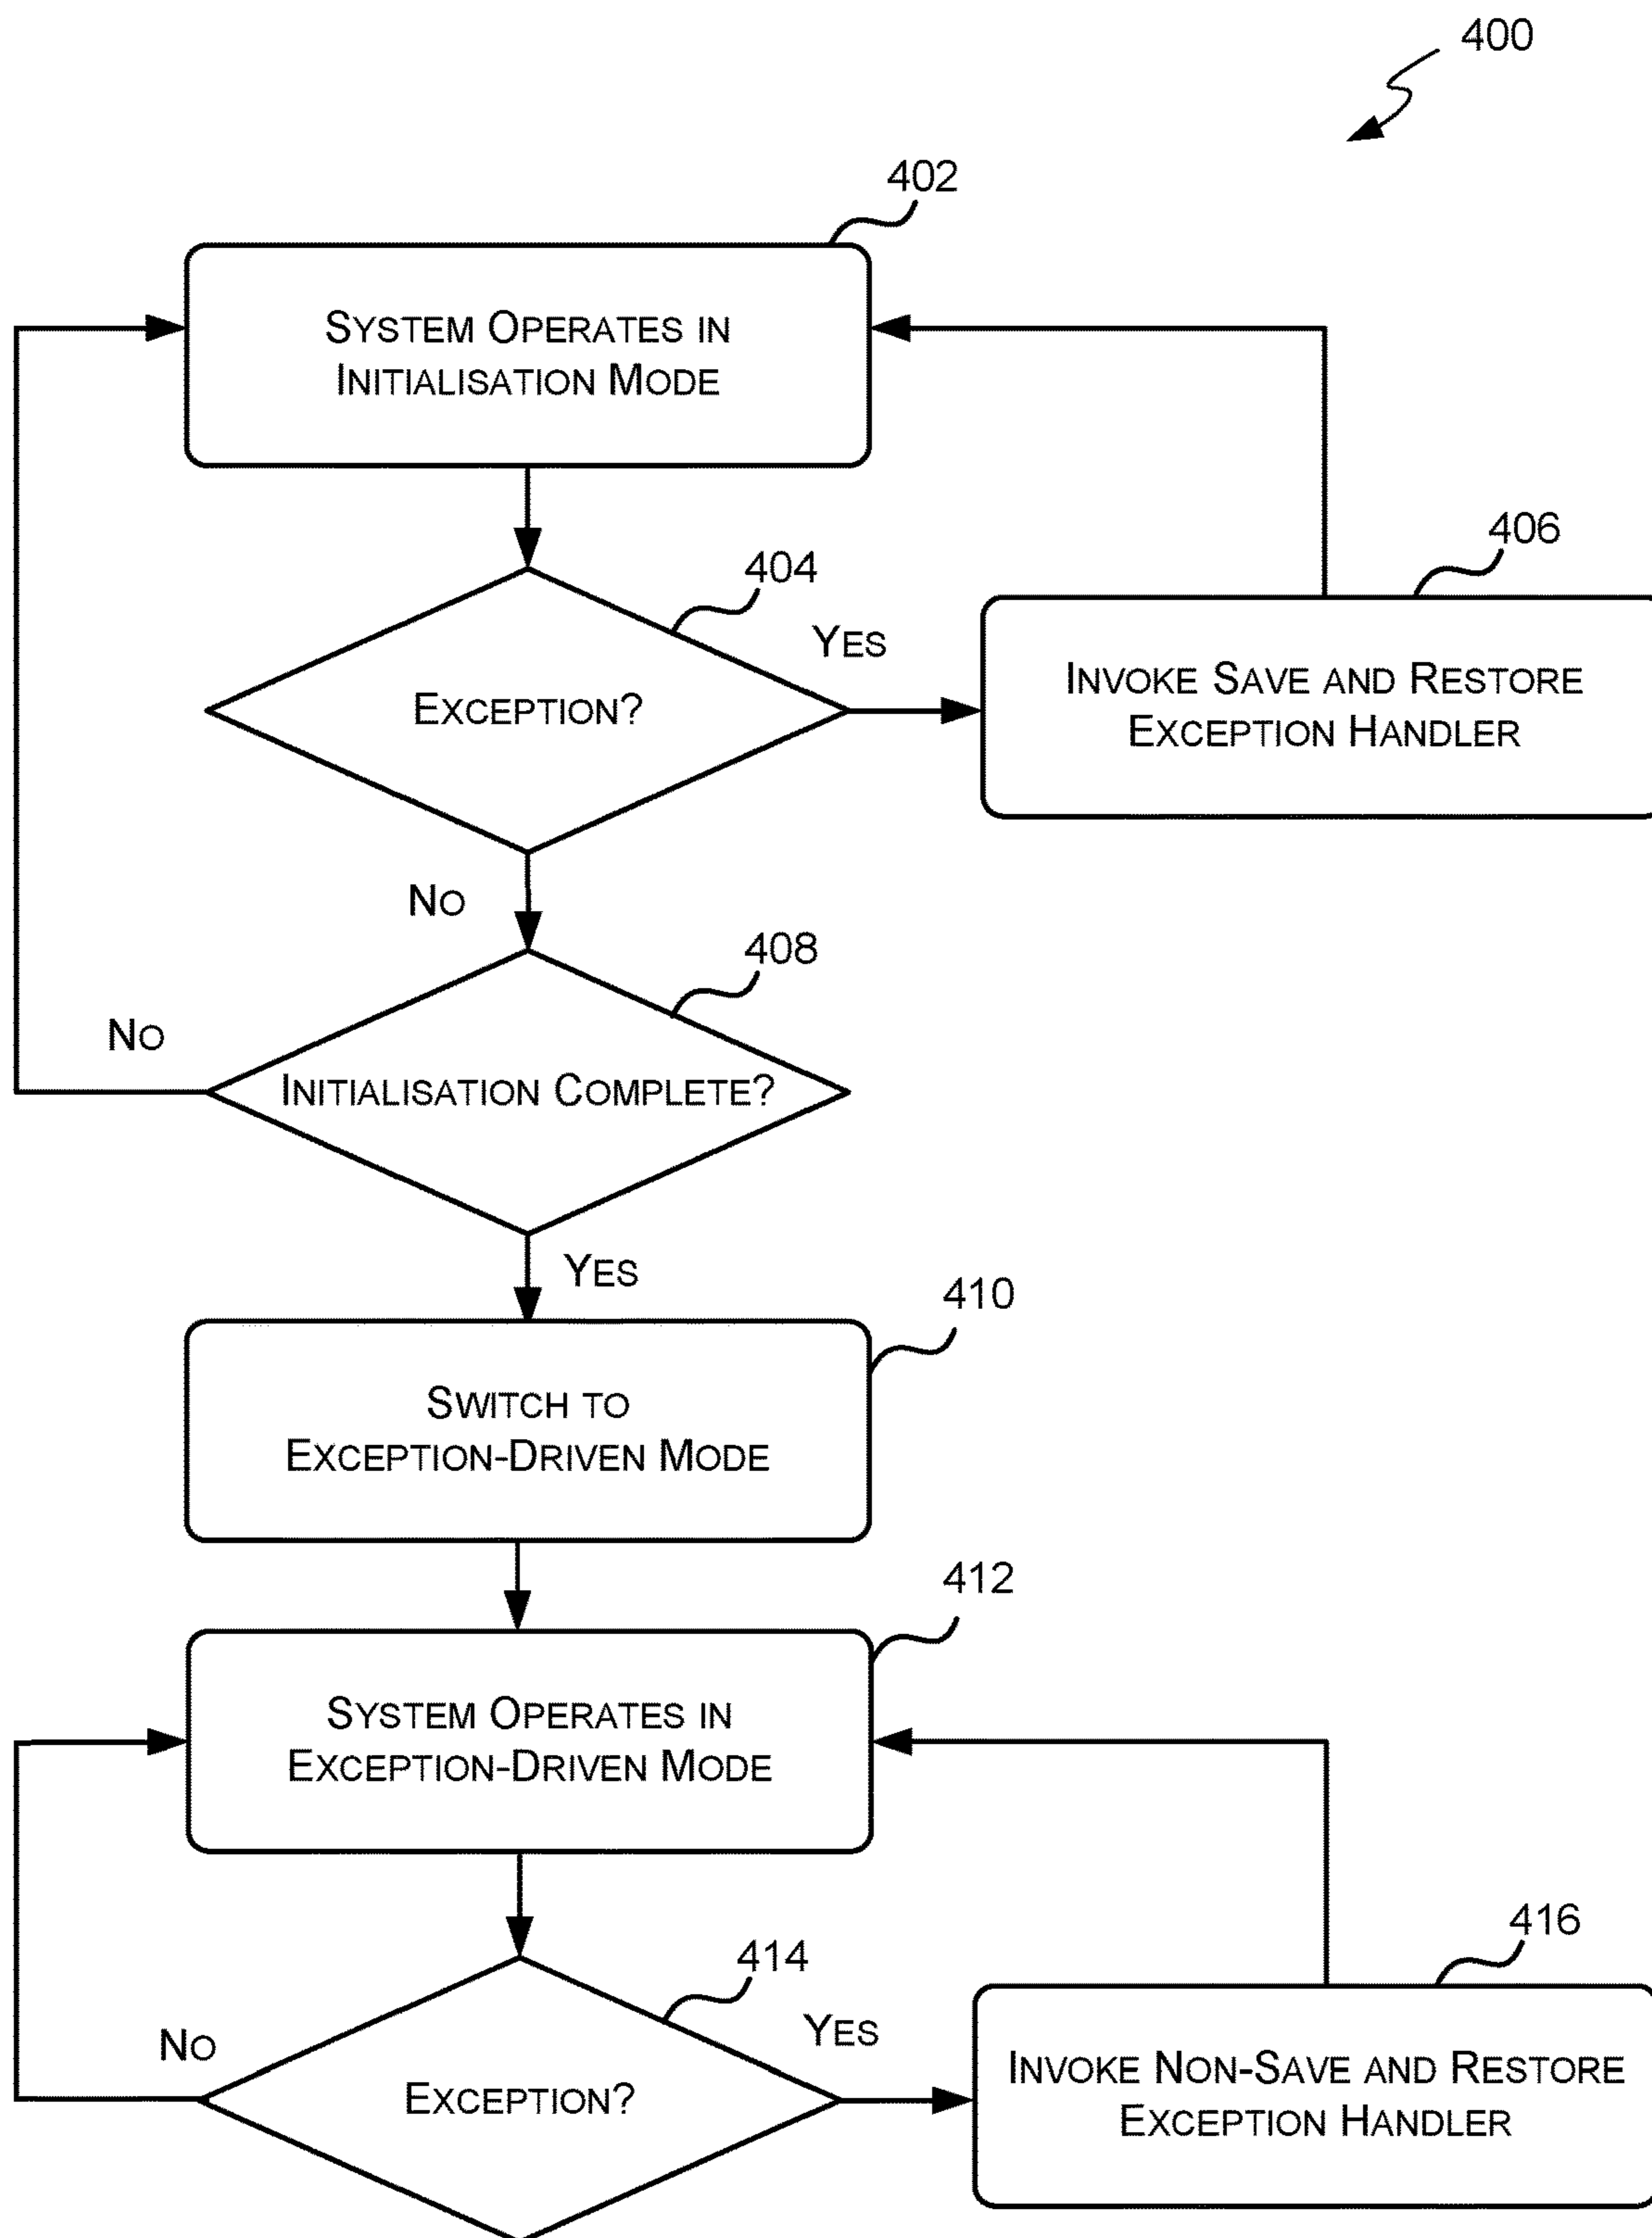 400
402
System Operates in
Initialisation Mode
404
406
Yes
Exception?
Invoke Save and Restore
Exception Handler
No
408
No
Initialisation Complete?
Yes
410
Switch to
Exception-Driven Mode
412
System Operates in
Exception-Driven Mode
414
416
No
Yes
Exception?
Invoke Non-Save and Restore
Exception Handler